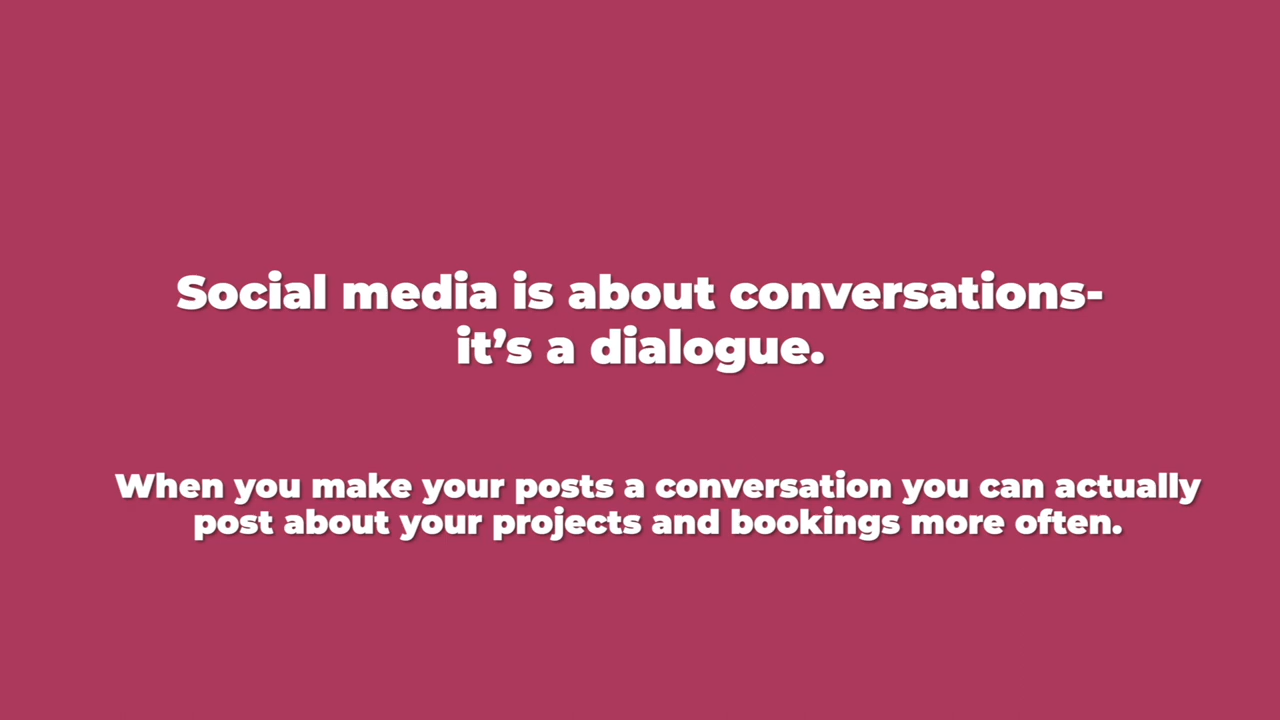 Social media is about conversations-
it’s a dialogue.
When you make your posts a conversation you can actually
post about your projects and bookings more often.